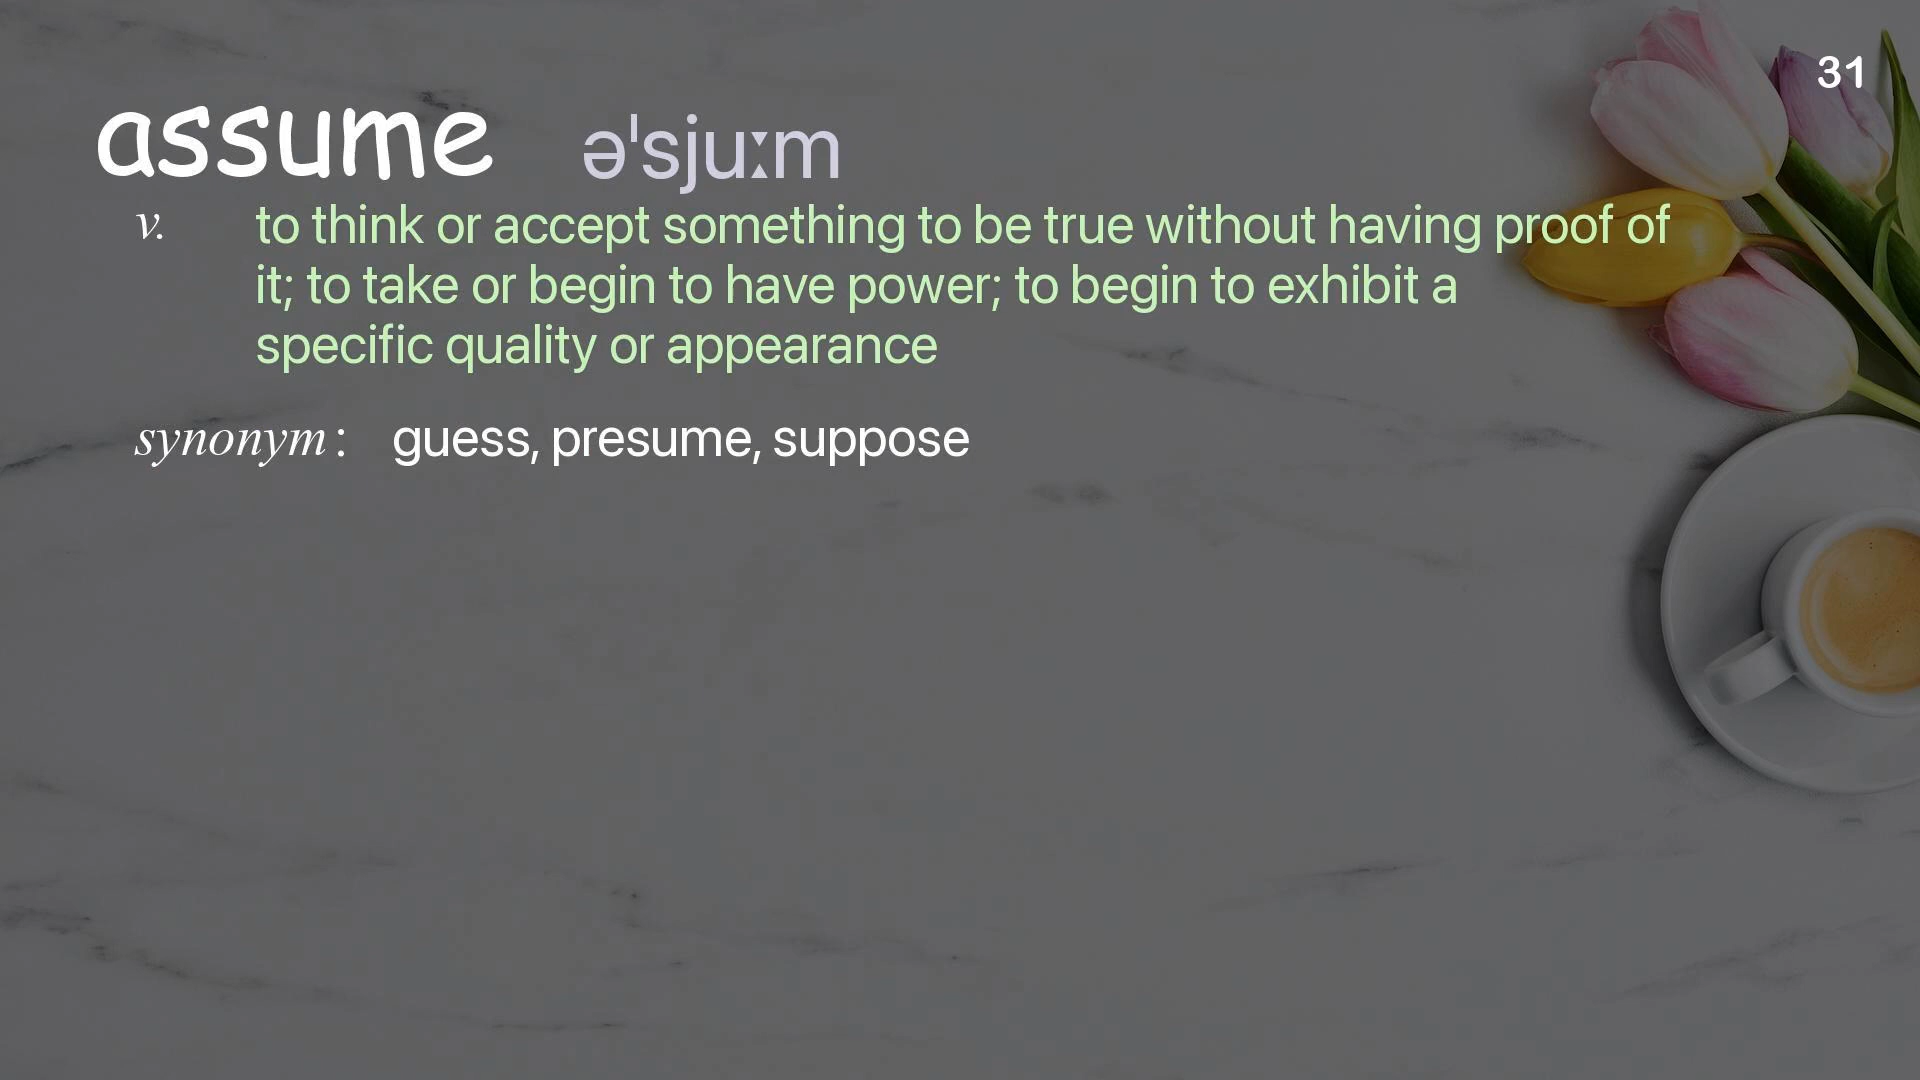 31
assume əˈsjuːm
v. to think or accept something to be true without having proof of
it; to take or begin to have power; to begin to exhibit a
specific quality or appearance
synonym : guess, presume, suppose